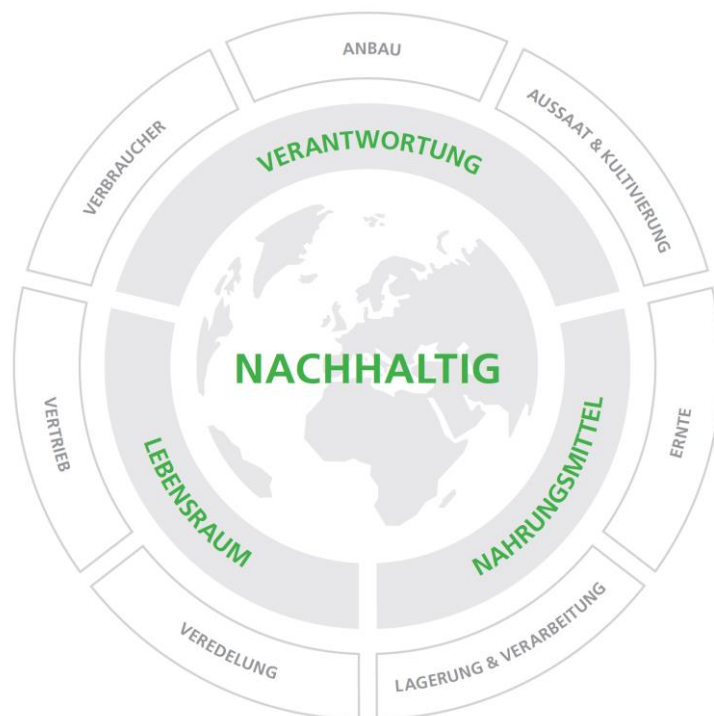 ANBAU
AUSSAAT & KULTIVIERUNG
ERNTE
LAGERUNG & VERARBEITUNG
VEREDELUNG
VERTRIEB
VERBRAUCHER
VERANTWORTUNG
NAHRUNGSMITTEL
LEBENSRAUM
NACHHALTIG